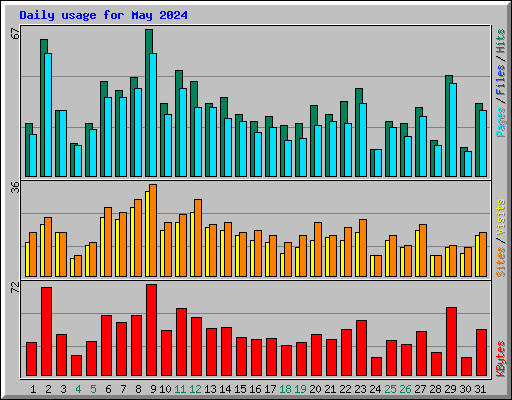 Daily usage for May 2024
67
Pages / Files / Hits
36
Sites / Visits
72
KBytes
1 2 3 4 5 6 7 8 9 10 11 12 13 14 15 16 17 18 19 20 21 22 23 24 25 26 27 28 29 30 31